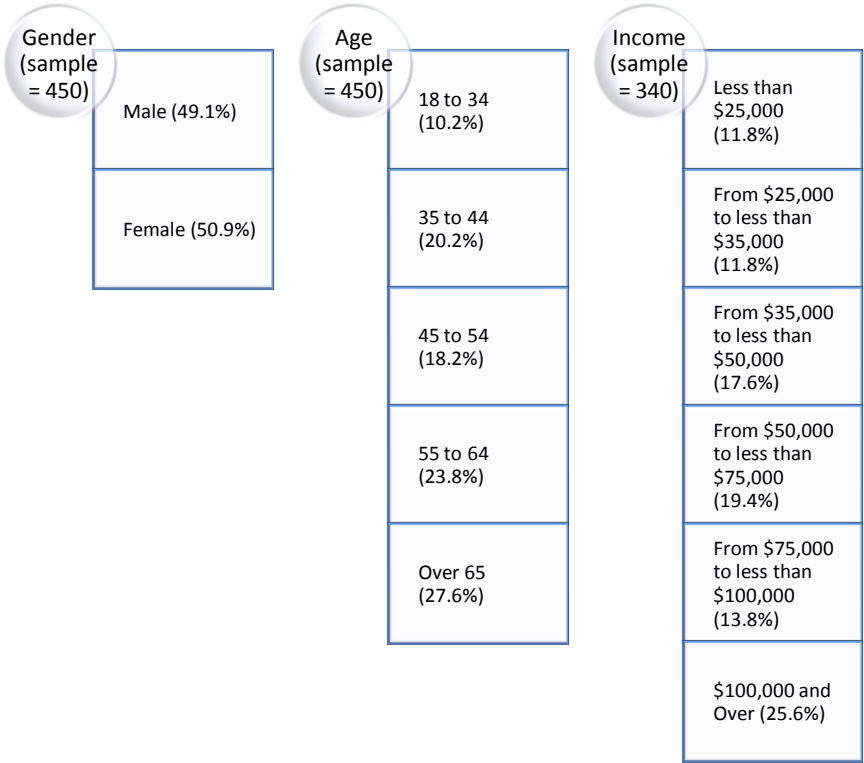 Gender
(sample
= 450)
Male (49.1%)
Female (50.9%)
Age
(sample
= 450)
18 to 34
(10.2%)
35 to 44
(20.2%)
45 to 54
(18.2%)
55 to 64
(23.8%)
Over 65
(27.6%)
Income
(sample
= 340)
Less than
$25,000
(11.8%)
From $25,000
to less than
$35,000
(11.8%)
From $35,000
to less than
$50,000
(17.6%)
From $50,000
to less than
$75,000
(19.4%)
From $75,000
to less than
$100,000
(13.8%)
$100,000 and
Over (25.6%)